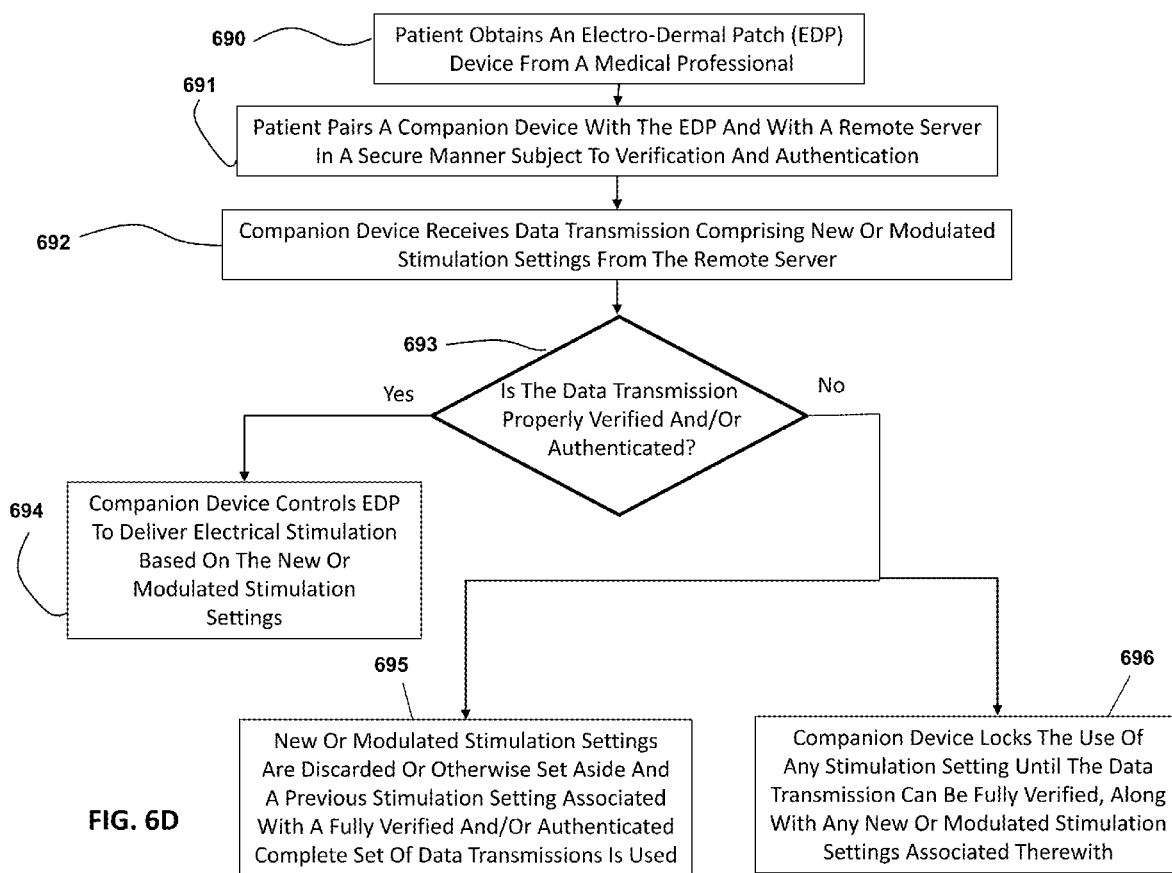 690
Patient Obtains An Electro-Dermal Patch (EDP)
Device From A Medical Professional
691
Patient Pairs A Companion Device With The EDP And With A Remote Server
In A Secure Manner Subject To Verification And Authentication
692
Companion Device Receives Data Transmission Comprising New Or Modulated
Stimulation Settings From The Remote Server
693
Is The Data Transmission
Properly Verified And/Or
Authenticated?
Yes
No
694
Companion Device Controls EDP
To Deliver Electrical Stimulation
Based On The New Or
Modulated Stimulation
Settings
695
New Or Modulated Stimulation Settings
Are Discarded Or Otherwise Set Aside And
A Previous Stimulation Setting Associated
With A Fully Verified And/Or Authenticated
Complete Set Of Data Transmissions Is Used
696
Companion Device Locks The Use Of
Any Stimulation Setting Until The Data
Transmission Can Be Fully Verified, Along
With Any New Or Modulated Stimulation
Settings Associated Therewith
FIG. 6D